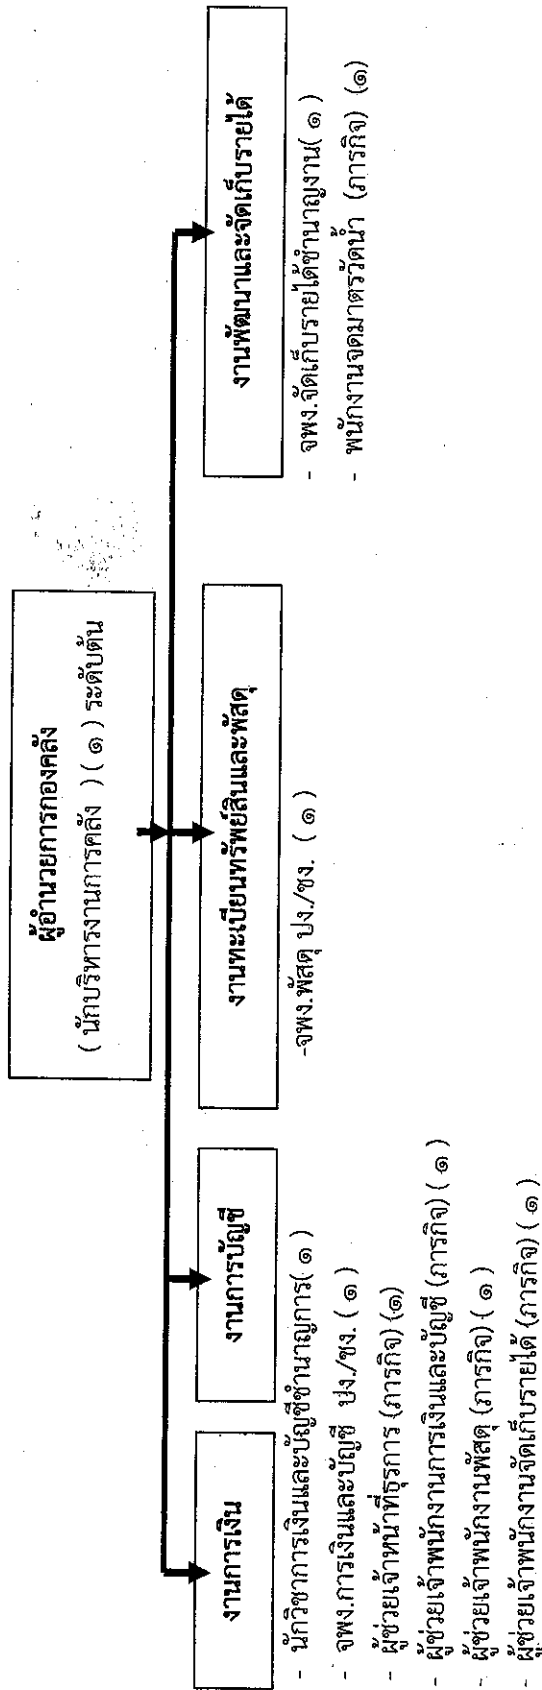 ผู้อำนวยการกองคลัง
( นักบริหารงานการคลัง ) ( ๑ ) ระดับต้น
งานการเงิน
งานการบัญชี
งานทะเบียนทรัพย์สินและพัสดุ
งานพัฒนาและจัดเก็บรายได้
- นักวิชาการเงินและบัญชีชำนาญการ( ๑ )
- จพง.การเงินและบัญชี ปง./ชง. ( ๑ )
- ผู้ช่วยเจ้าหน้าที่ธุรการ (ภารกิจ) (๑)
- ผู้ช่วยเจ้าพนักงานการเงินและบัญชี (ภารกิจ) ( ๑ )
- ผู้ช่วยเจ้าพนักงานพัสดุ (ภารกิจ) ( ๑ )
- ผู้ช่วยเจ้าพนักงานจัดเก็บรายได้ (ภารกิจ) ( ๑ )
-จพง.พัสดุ ปง./ชง. ( ๑ )
- จพง.จัดเก็บรายได้ชำนาญงาน( ๑ )
- พนักงานจดมาตรวัดน้ำ (ภารกิจ) (๑)